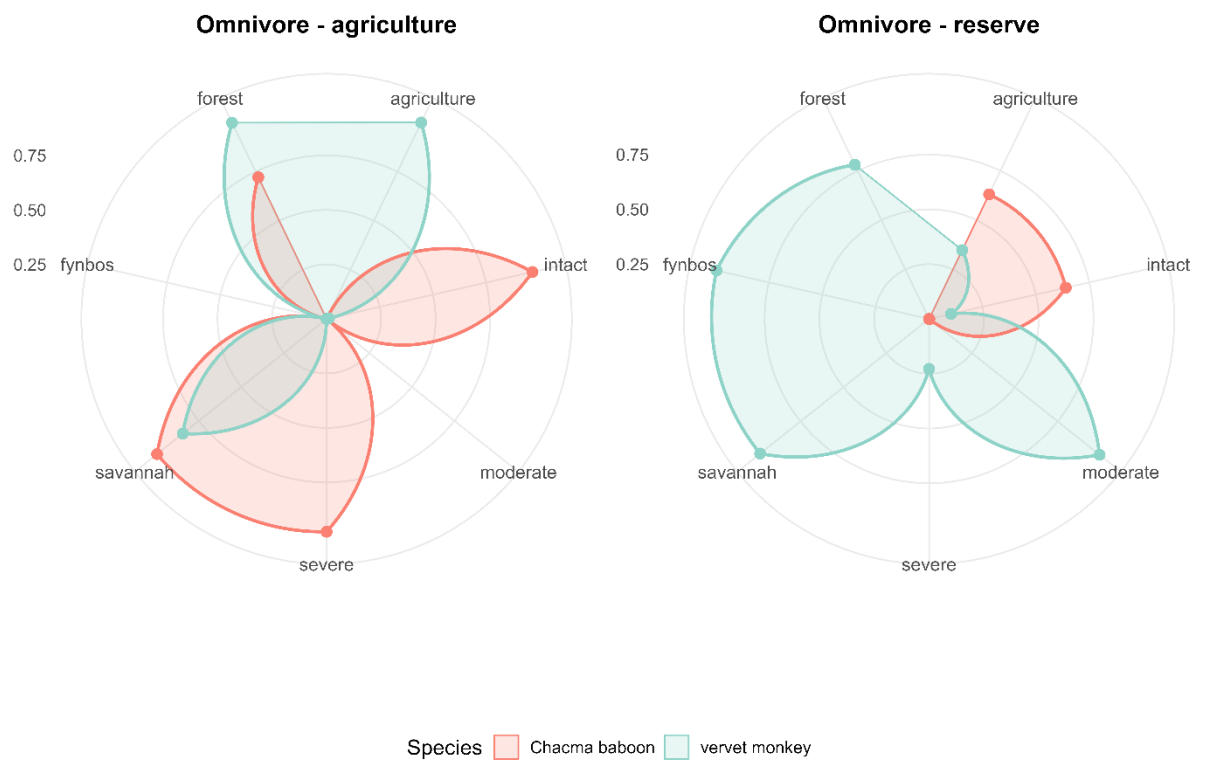 Omnivore - agriculture
Omnivore - reserve
forest
agriculture
0.75
0.50
0.25
fynbos
intact
savannah
moderate
severe
forest
agriculture
0.75
0.50
0.25
fynbos
intact
savannah
moderate
severe
Species Chacma baboon vervet monkey